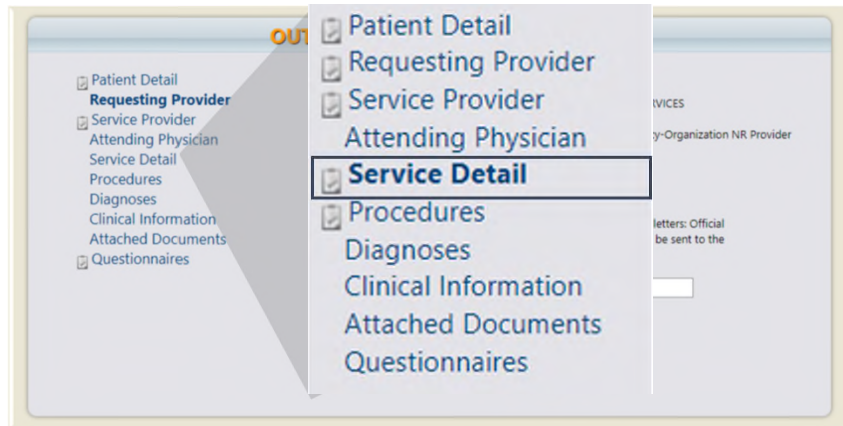 OUT
Patient Detail
Requesting Provider
Service Provider
Attending Physician
Service Detail
Procedures
Diagnoses
Clinical Information
Attached Documents
Questionnaires
Patient Detail
Requesting Provider
Service Provider
Attending Physician
Service Detail
Procedures
Diagnoses
Clinical Information
Attached Documents
Questionnaires
RVICES
y-Organization NR Provider
letters: Official
be sent to the